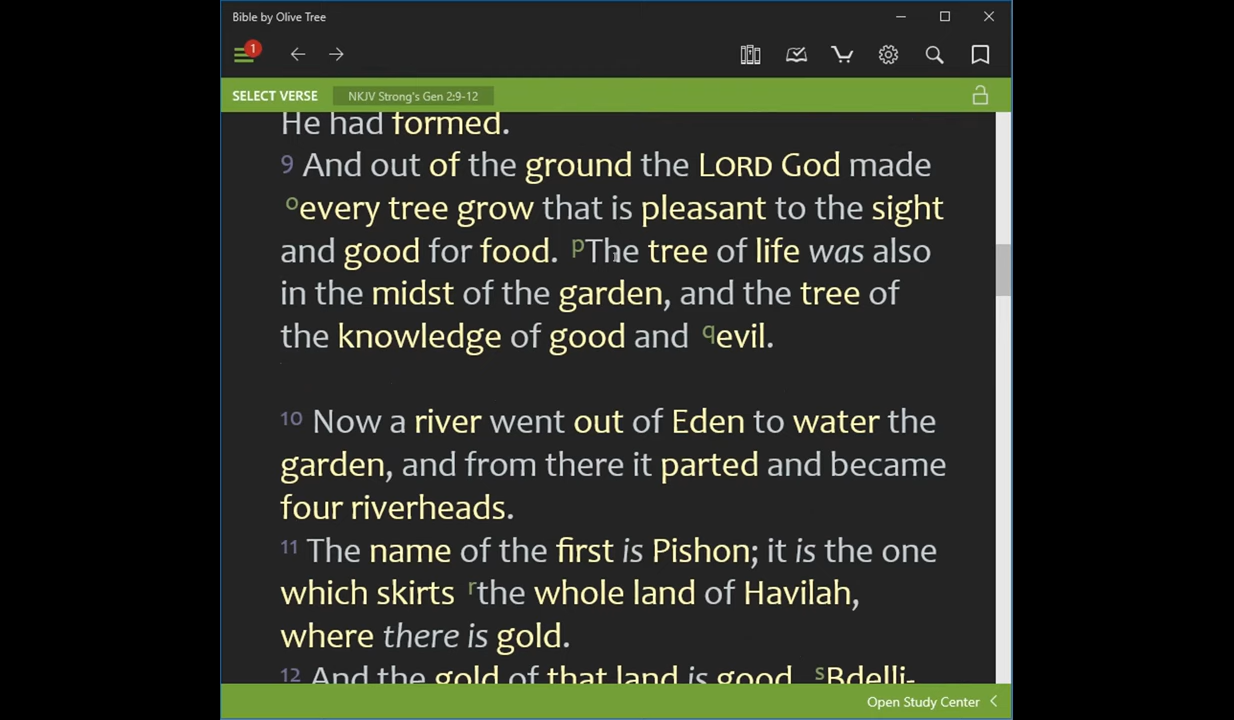 Bible by Olive Tree
1
SELECT VERSE NKJV Strong's Gen 2:9-12
He had formed.
9 And out of the ground the LORD God made
oevery tree grow that is pleasant to the sight
and good for food. pThe tree of life was also
in the midst of the garden, and the tree of
the knowledge of good and qevil.
10 Now a river went out of Eden to water the
garden, and from there it parted and became
four riverheads.
11 The name of the first is Pishon; it is the one
which skirts rthe whole land of Havilah,
where there is gold.
12 And the gold of that land is good. sBdelli-
Open Study Center